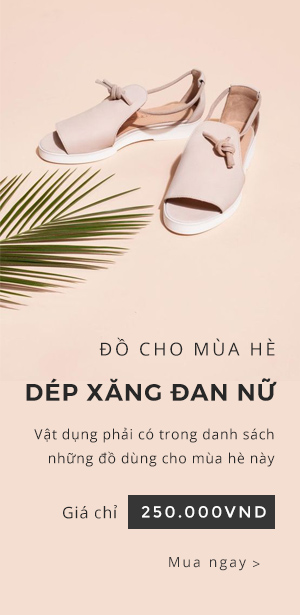 ĐỒ CHO MÙA HÈ
DÉP XĂNG ĐAN NỮ
Vật dụng phải có trong danh sách
những đồ dùng cho mùa hè này
Giá chỉ 250.000VND
Mua ngay >